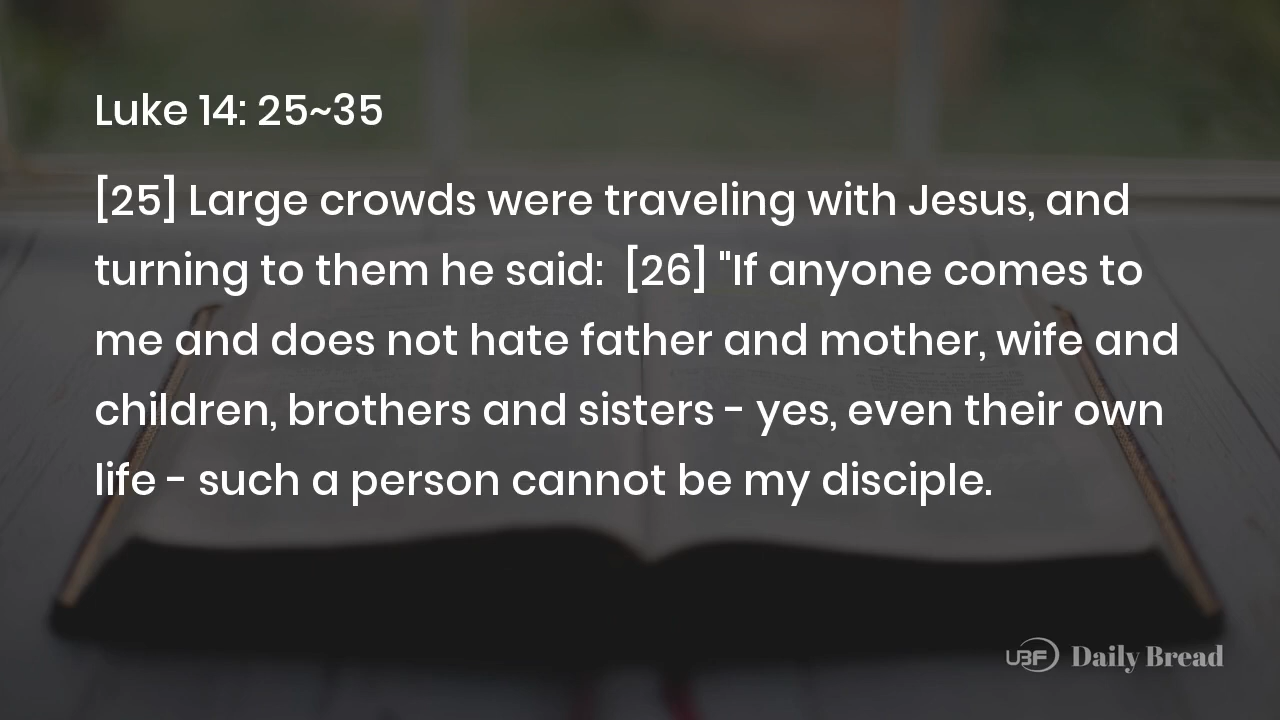 Luke 14: 25~35
[25] Large crowds were traveling with Jesus, and
turning to them he said:  [26] "If anyone comes to
me and does not hate father and mother, wife and
children, brothers and sisters - yes, even their own
life - such a person cannot be my disciple.
UBF Daily Bread